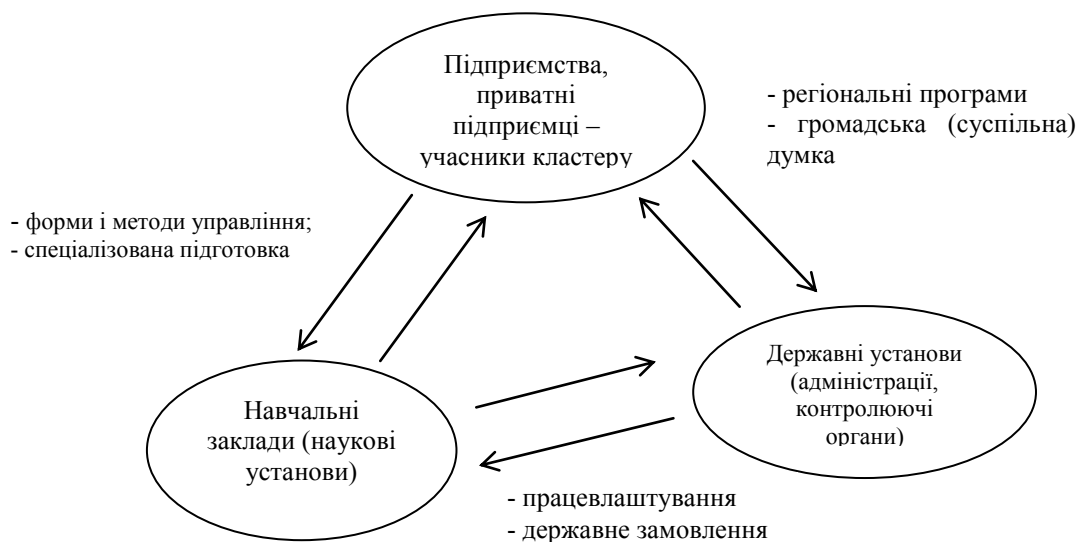 Підприємства,
приватні
підприємці –
учасники кластеру
- регіональні програми
- громадська (суспільна)
думка
- форми і методи управління;
- спеціалізована підготовка
Державні установи
(адміністрації,
контролюючі
органи)
Навчальні
заклади (наукові
установи)
- працевлаштування
- державне замовлення